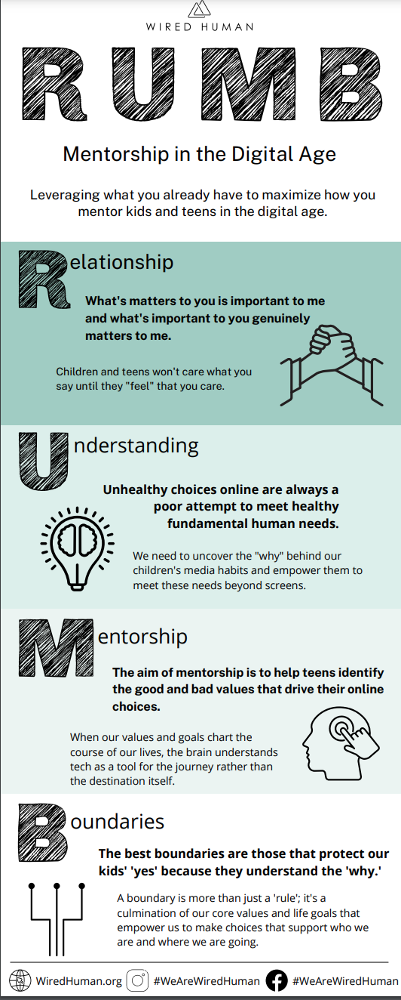 WIRED HUMAN
RUMB
Mentorship in the Digital Age
Leveraging what you already have to maximize how you
mentor kids and teens in the digital age.
Relationship
What's matters to you is important to me
and what's important to you genuinely
matters to me.
Children and teens won't care what you
say until they "feel" that you care.
Understanding
Unhealthy choices online are always a
poor attempt to meet healthy
fundamental human needs.
We need to uncover the "why" behind our
children's media habits and empower them to
meet these needs beyond screens.
Mentorship
The aim of mentorship is to help teens identify
the good and bad values that drive their online
choices.
When our values and goals chart the
course of our lives, the brain understands
tech as a tool for the journey rather than
the destination itself.
Boundaries
The best boundaries are those that protect our
kids' 'yes' because they understand the 'why.'
A boundary is more than just a 'rule'; it's a
culmination of our core values and life goals that
empower us to make choices that support who we
are and where we are going.
WiredHuman.org #WeAreWiredHuman #WeAreWiredHuman